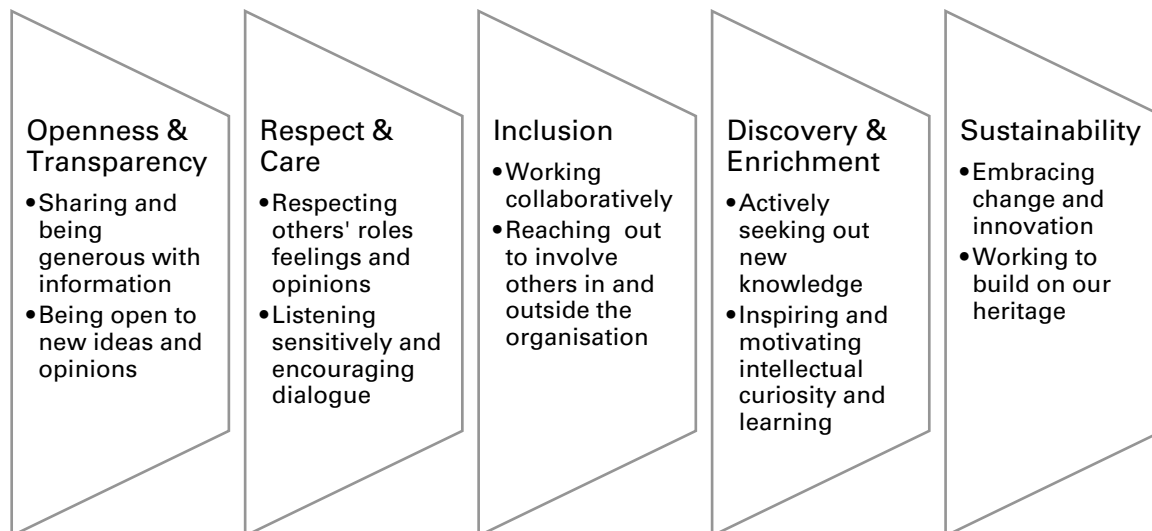 Openness &
Transparency
•Sharing and
being
generous with
information
•Being open to
new ideas and
opinions
Respect &
Care
•Respecting
others' roles
feelings and
opinions
•Listening
sensitively and
encouraging
dialogue
Inclusion
•Working
collaboratively
•Reaching out
to involve
others in and
outside the
organisation
Discovery &
Enrichment
•Actively
seeking out
new
knowledge
•Inspiring and
motivating
intellectual
curiosity and
learning
Sustainability
•Embracing
change and
innovation
•Working to
build on our
heritage